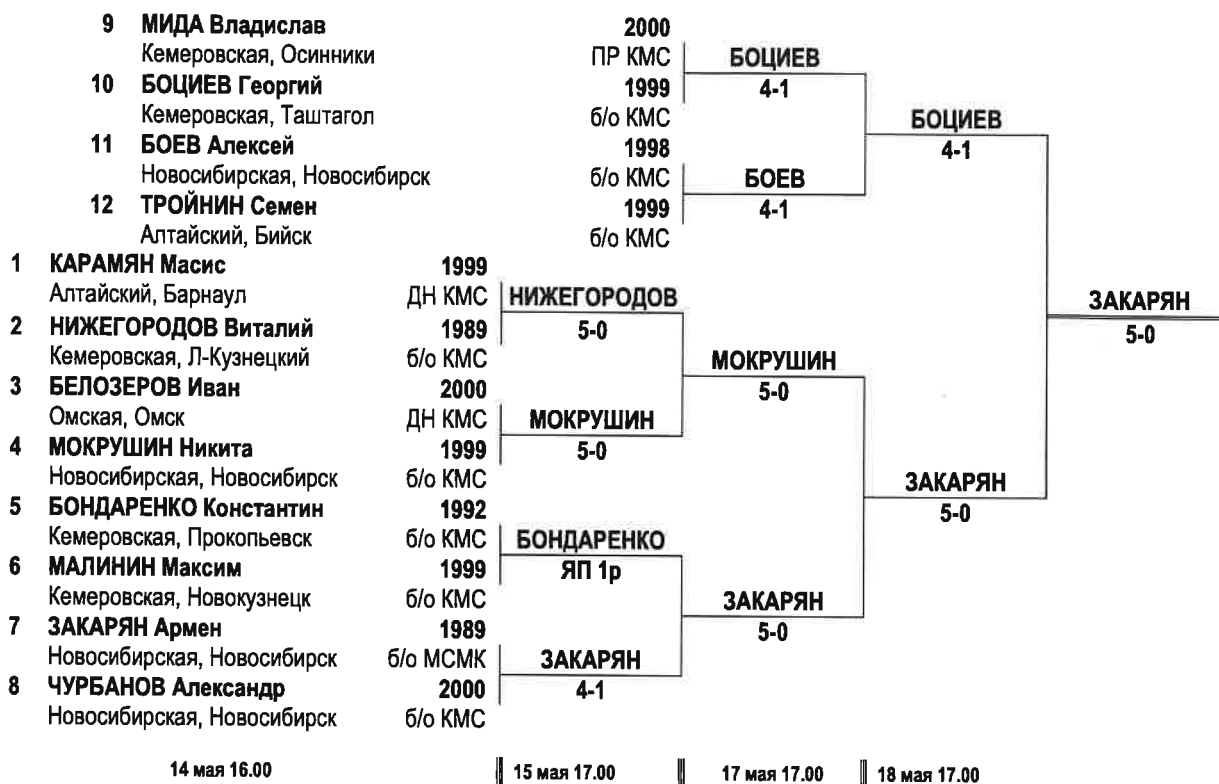 9 МИДА Владислав 2000
Кемеровская, Осинники ПР КМС БОЦИЕВ
10 БОЦИЕВ Георгий 1999 4-1
Кемеровская, Таштагол б/о КМС БОЦИЕВ
11 БОЕВ Алексей 1998 4-1
Новосибирская, Новосибирск б/о КМС БОЕВ
12 ТРОЙНИН Семен 1999 4-1
Алтайский, Бийск б/о КМС
1 КАРАМЯН Масис 1999
Алтайский, Барнаул ДН КМС НИЖЕГОРОДОВ ЗАКАРЯН
2 НИЖЕГОРОДОВ Виталий 1989 5-0 5-0
Кемеровская, Л-Кузнецкий б/о КМС МОКРУШИН
3 БЕЛОЗЕРОВ Иван 2000 5-0
Омская, Омск ДН КМС МОКРУШИН
4 МОКРУШИН Никита 1999 5-0
Новосибирская, Новосибирск б/о КМС ЗАКАРЯН
5 БОНДАРЕНКО Константин 1992 5-0
Кемеровская, Прокопьевск б/о КМС БОНДАРЕНКО
6 МАЛИНИН Максим 1999 ЯП 1р
Кемеровская, Новокузнецк б/о КМС ЗАКАРЯН
7 ЗАКАРЯН Армен 1989 5-0
Новосибирская, Новосибирск б/о МСМК ЗАКАРЯН
8 ЧУРБАНОВ Александр 2000 4-1
Новосибирская, Новосибирск б/о КМС
14 мая 16.00 15 мая 17.00 17 мая 17.00 18 мая 17.00